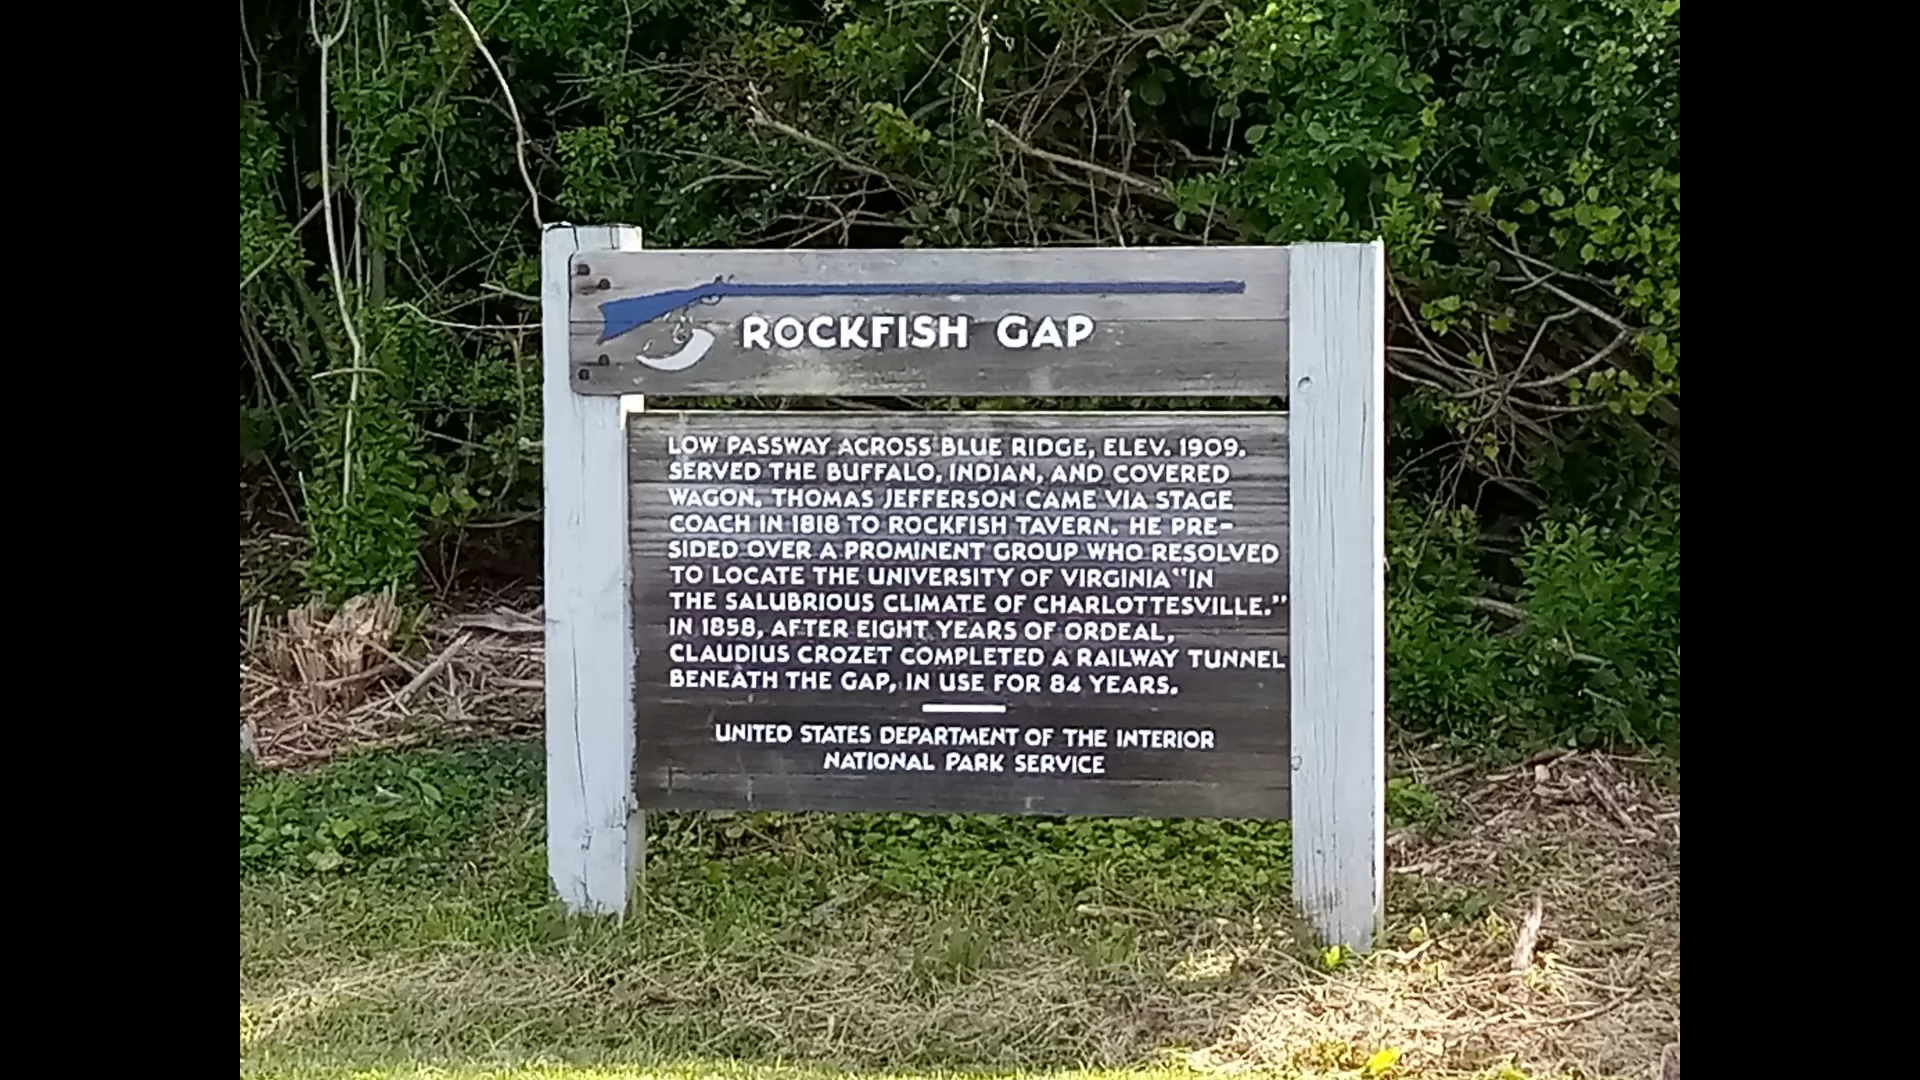 ROCKFISH GAP
LOW PASSWAY ACROSS BLUE RIDGE, ELEV. 1909.
SERVED THE BUFFALO, INDIAN, AND COVERED
WAGON. THOMAS JEFFERSON CAME VIA STAGE
COACH IN 1818 TO ROCKFISH TAVERN. HE PRE-
SIDED OVER A PROMINENT GROUP WHO RESOLVED
TO LOCATE THE UNIVERSITY OF VIRGINIA "IN
THE SALUBRIOUS CLIMATE OF CHARLOTTESVILLE."
IN 1858, AFTER EIGHT YEARS OF ORDEAL,
CLAUDIUS CROZET COMPLETED A RAILWAY TUNNEL
BENEATH THE GAP, IN USE FOR 84 YEARS.
UNITED STATES DEPARTMENT OF THE INTERIOR
NATIONAL PARK SERVICE